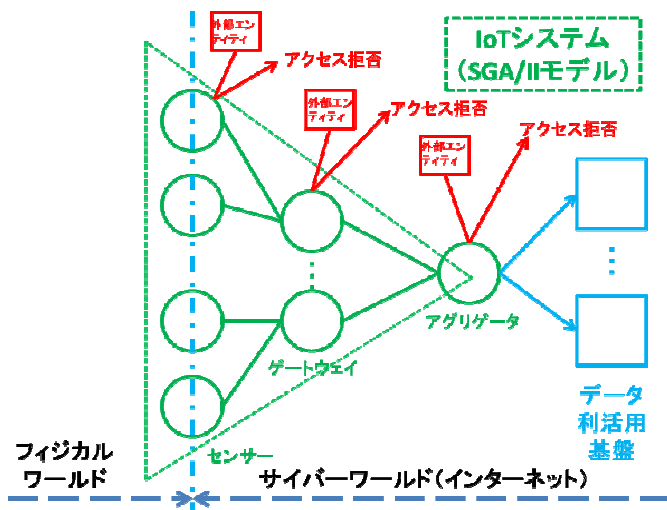 外部エン
ティティ
アクセス拒否
IoTシステム
（SGA/IIモデル）
外部エン
ティティ
アクセス拒否
外部エン
ティティ
アクセス拒否
アグリゲータ
ゲートウェイ
センサー
データ
利活用
基盤
フィジカル
ワールド
サイバーワールド（インターネット）